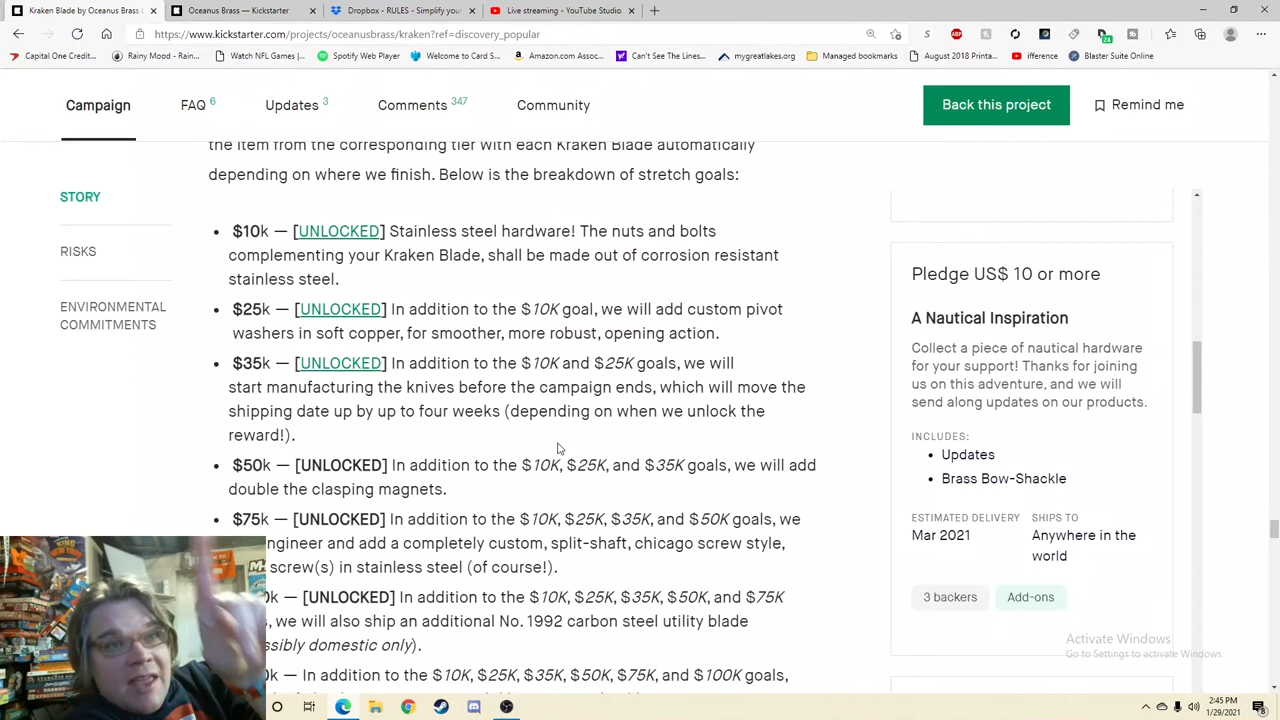 Kraken Blade by Oceanus Brass
Oceanus Brass — Kickstarter
Dropbox - RULES - Simplify your
Live streaming - YouTube Studio
https://www.kickstarter.com/projects/oceanusbrass/kraken?ref=discovery_popular
ABP
24
Capital One Credit...
Rainy Mood - Rain...
Watch NFL Games |...
Spotify Web Player
Welcome to Card S...
Amazon.com Assoc...
Can't See The Lines...
mygreatlakes.org
Managed bookmarks
August 2018 Printa...
ifference
Blaster Suite Online
Campaign
FAQ 6
Updates 3
Comments 347
Community
Back this project
Remind me
STORY
RISKS
ENVIRONMENTAL
COMMITMENTS
the item from the corresponding tier with each Kraken Blade automatically
depending on where we finish. Below is the breakdown of stretch goals:
• $10k — [UNLOCKED] Stainless steel hardware! The nuts and bolts
complementing your Kraken Blade, shall be made out of corrosion resistant
stainless steel.
• $25k — [UNLOCKED] In addition to the $10K goal, we will add custom pivot
washers in soft copper, for smoother, more robust, opening action.
• $35k — [UNLOCKED] In addition to the $10K and $25K goals, we will
start manufacturing the knives before the campaign ends, which will move the
shipping date up by up to four weeks (depending on when we unlock the
reward!).
• $50k — [UNLOCKED] In addition to the $10K, $25K, and $35K goals, we will add
double the clasping magnets.
• $75k — [UNLOCKED] In addition to the $10K, $25K, $35K, and $50K goals, we
engineer and add a completely custom, split-shaft, chicago screw style,
screw(s) in stainless steel (of course!).
k — [UNLOCKED] In addition to the $10K, $25K, $35K, $50K, and $75K
, we will also ship an additional No. 1992 carbon steel utility blade
ssibly domestic only).
k — In addition to the $10K, $25K, $35K, $50K, $75K, and $100K goals,
Pledge US$ 10 or more
A Nautical Inspiration
Collect a piece of nautical hardware
for your support! Thanks for joining
us on this adventure, and we will
send along updates on our products.
INCLUDES:
• Updates
• Brass Bow-Shackle
ESTIMATED DELIVERY
Mar 2021
SHIPS TO
Anywhere in the
world
3 backers
Add-ons
Activate Windows
Go to Settings to activate Windows.
2:45 PM
1/29/2021
8